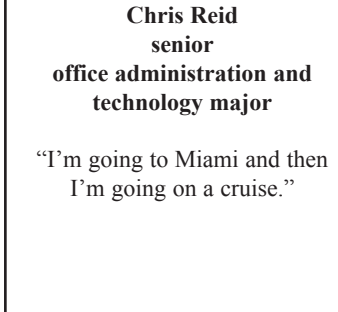 Chris Reid
senior
office administration and
technology major
“I’m going to Miami and then
I’m going on a cruise.”